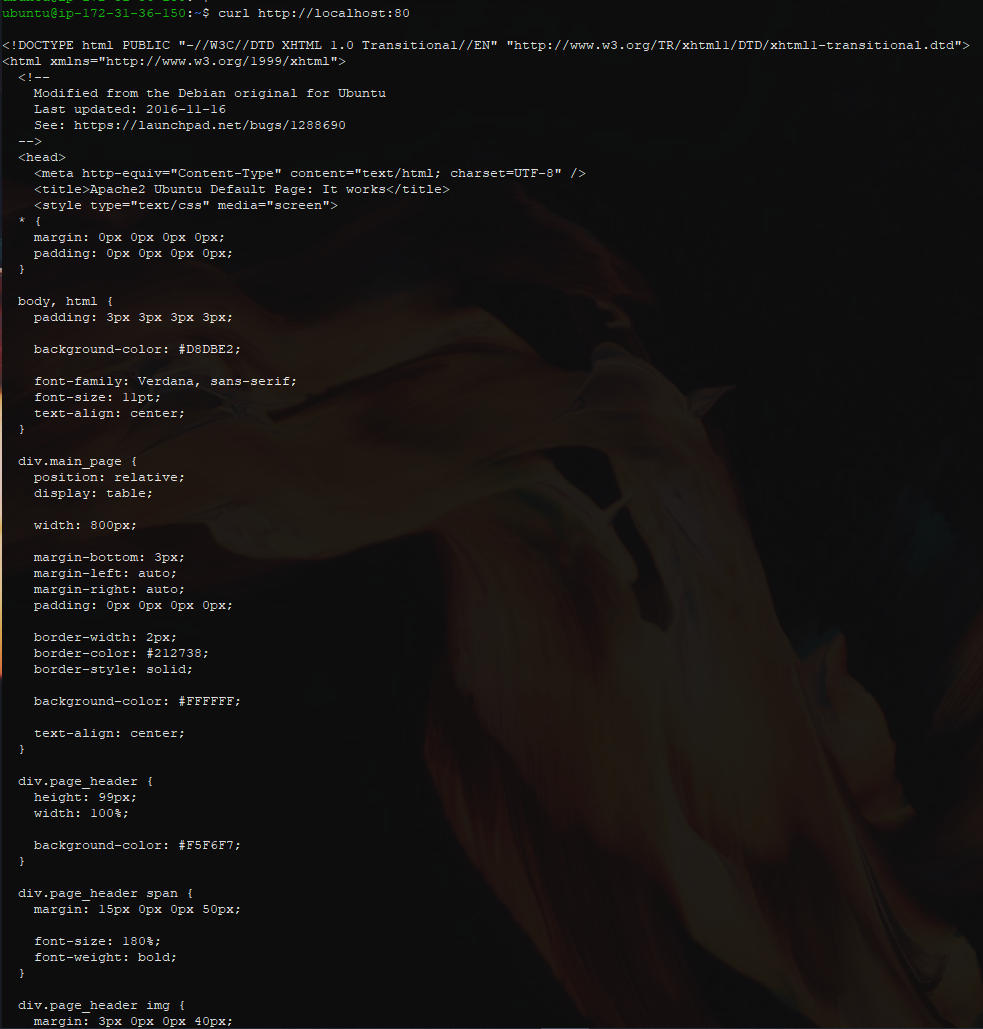 ubuntu@ip-172-31-36-150:~$ curl http://localhost:80
<!DOCTYPE html PUBLIC "-//W3C//DTD XHTML 1.0 Transitional//EN" "http://www.w3.org/TR/xhtml1/DTD/xhtml1-transitional.dtd">
<html xmlns="http://www.w3.org/1999/xhtml">
  <!--
    Modified from the Debian original for Ubuntu
    Last updated: 2016-11-16
    See: https://launchpad.net/bugs/1288690
  -->
  <head>
    <meta http-equiv="Content-Type" content="text/html; charset=UTF-8" />
    <title>Apache2 Ubuntu Default Page: It works</title>
    <style type="text/css" media="screen">
  * {
    margin: 0px 0px 0px 0px;
    padding: 0px 0px 0px 0px;
  }
  body, html {
    padding: 3px 3px 3px 3px;
    background-color: #D8DBE2;
    font-family: Verdana, sans-serif;
    font-size: 11pt;
    text-align: center;
  }
  div.main_page {
    position: relative;
    display: table;
    width: 800px;
    margin-bottom: 3px;
    margin-left: auto;
    margin-right: auto;
    padding: 0px 0px 0px 0px;
    border-width: 2px;
    border-color: #212738;
    border-style: solid;
    background-color: #FFFFFF;
    text-align: center;
  }
  div.page_header {
    height: 99px;
    width: 100%;
    background-color: #F5F6F7;
  }
  div.page_header span {
    margin: 15px 0px 0px 50px;
    font-size: 180%;
    font-weight: bold;
  }
  div.page_header img {
    margin: 3px 0px 0px 40px;